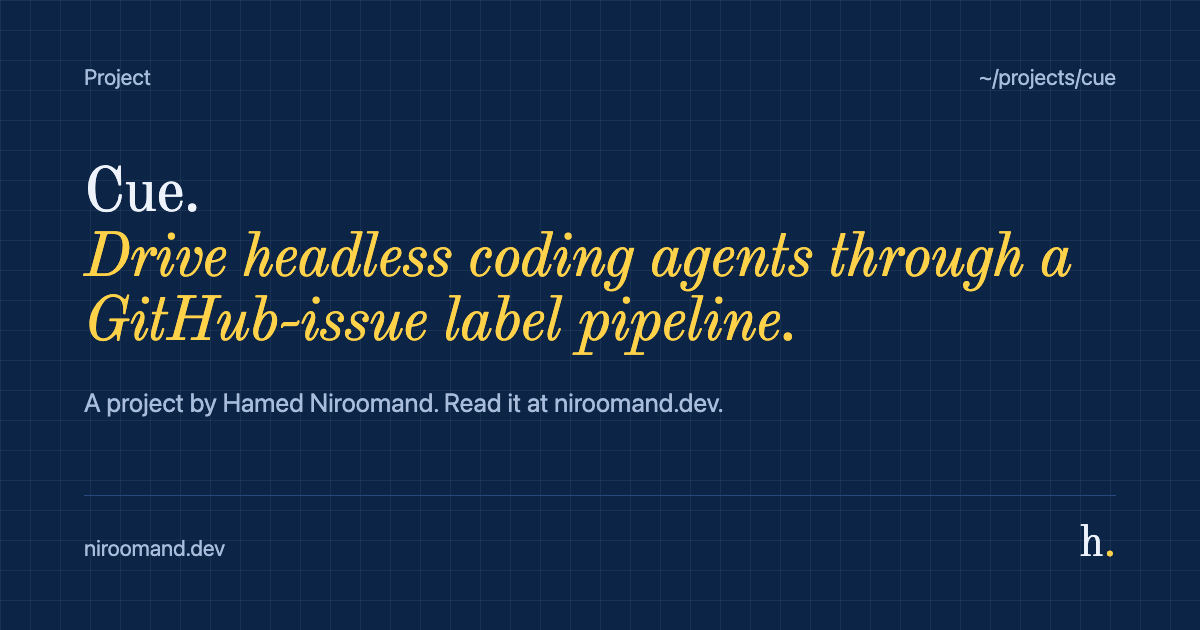 Project
~/projects/cue
Cue.
Drive headless coding agents through a
GitHub-issue label pipeline.
A project by Hamed Niroomand. Read it at niroomand.dev.
niroomand.dev
h.